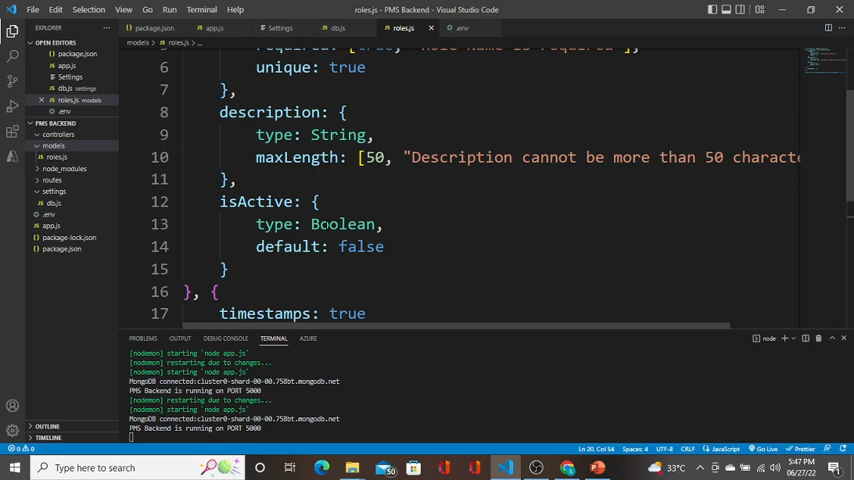 File Edit Selection View Go Run Terminal Help
roles.js - PMS Backend - Visual Studio Code
EXPLORER
package.json
app.js
Settings
db.js
roles.js
.env
models > roles.js > ...
OPEN EDITORS
package.json
app.js
Settings
db.js
roles.js models
.env
PMS BACKEND
controllers
models
roles.js
node_modules
routes
settings
db.js
.env
app.js
package-lock.json
package.json
OUTLINE
TIMELINE
6 unique: true
7 },
8 description: {
9 type: String,
10 maxLength: [50, "Description cannot be more than 50 characte
11 },
12 isActive: {
13 type: Boolean,
14 default: false
15 }
16 }, {
17 timestamps: true
PROBLEMS OUTPUT DEBUG CONSOLE TERMINAL AZURE
node
[nodemon] starting `node app.js`
[nodemon] restarting due to changes...
[nodemon] starting `node app.js`
MongoDB connected:cluster0-shard-00-00.758bt.mongodb.net
PMS Backend is running on PORT 5000
[nodemon] restarting due to changes...
[nodemon] starting `node app.js`
MongoDB connected:cluster0-shard-00-00.758bt.mongodb.net
PMS Backend is running on PORT 5000
0 0
Ln 20, Col 54 Spaces: 4 UTF-8 CRLF JavaScript Go Live Prettier
Type here to search
50
33°C
5:47 PM
06/27/22